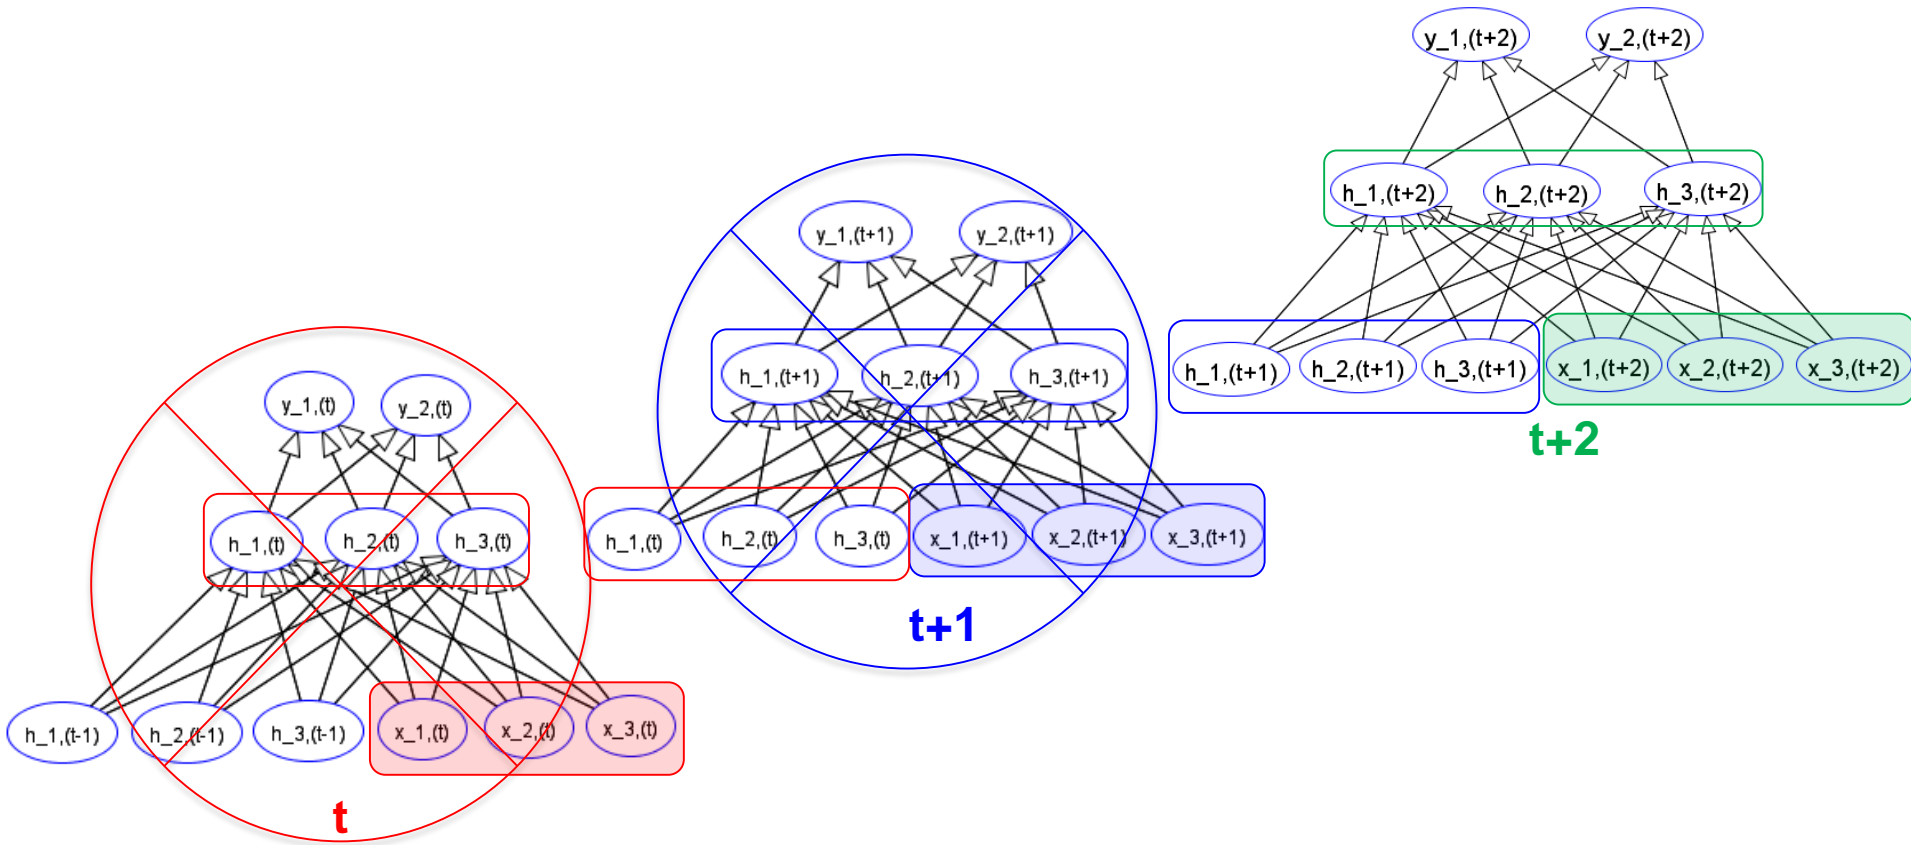 y_1,(t+2) y_2,(t+2)
h_1,(t+2) h_2,(t+2) h_3,(t+2)
h_1,(t+1) h_2,(t+1) h_3,(t+1) x_1,(t+2) x_2,(t+2) x_3,(t+2)
t+2
y_1,(t+1) y_2,(t+1)
h_1,(t+1) h_2,(t+1) h_3,(t+1)
h_1,(t) h_2,(t) h_3,(t) x_1,(t+1) x_2,(t+1) x_3,(t+1)
t+1
y_1,(t) y_2,(t)
h_1,(t) h_2,(t) h_3,(t)
h_1,(t-1) h_2,(t-1) h_3,(t-1) x_1,(t) x_2,(t) x_3,(t)
t